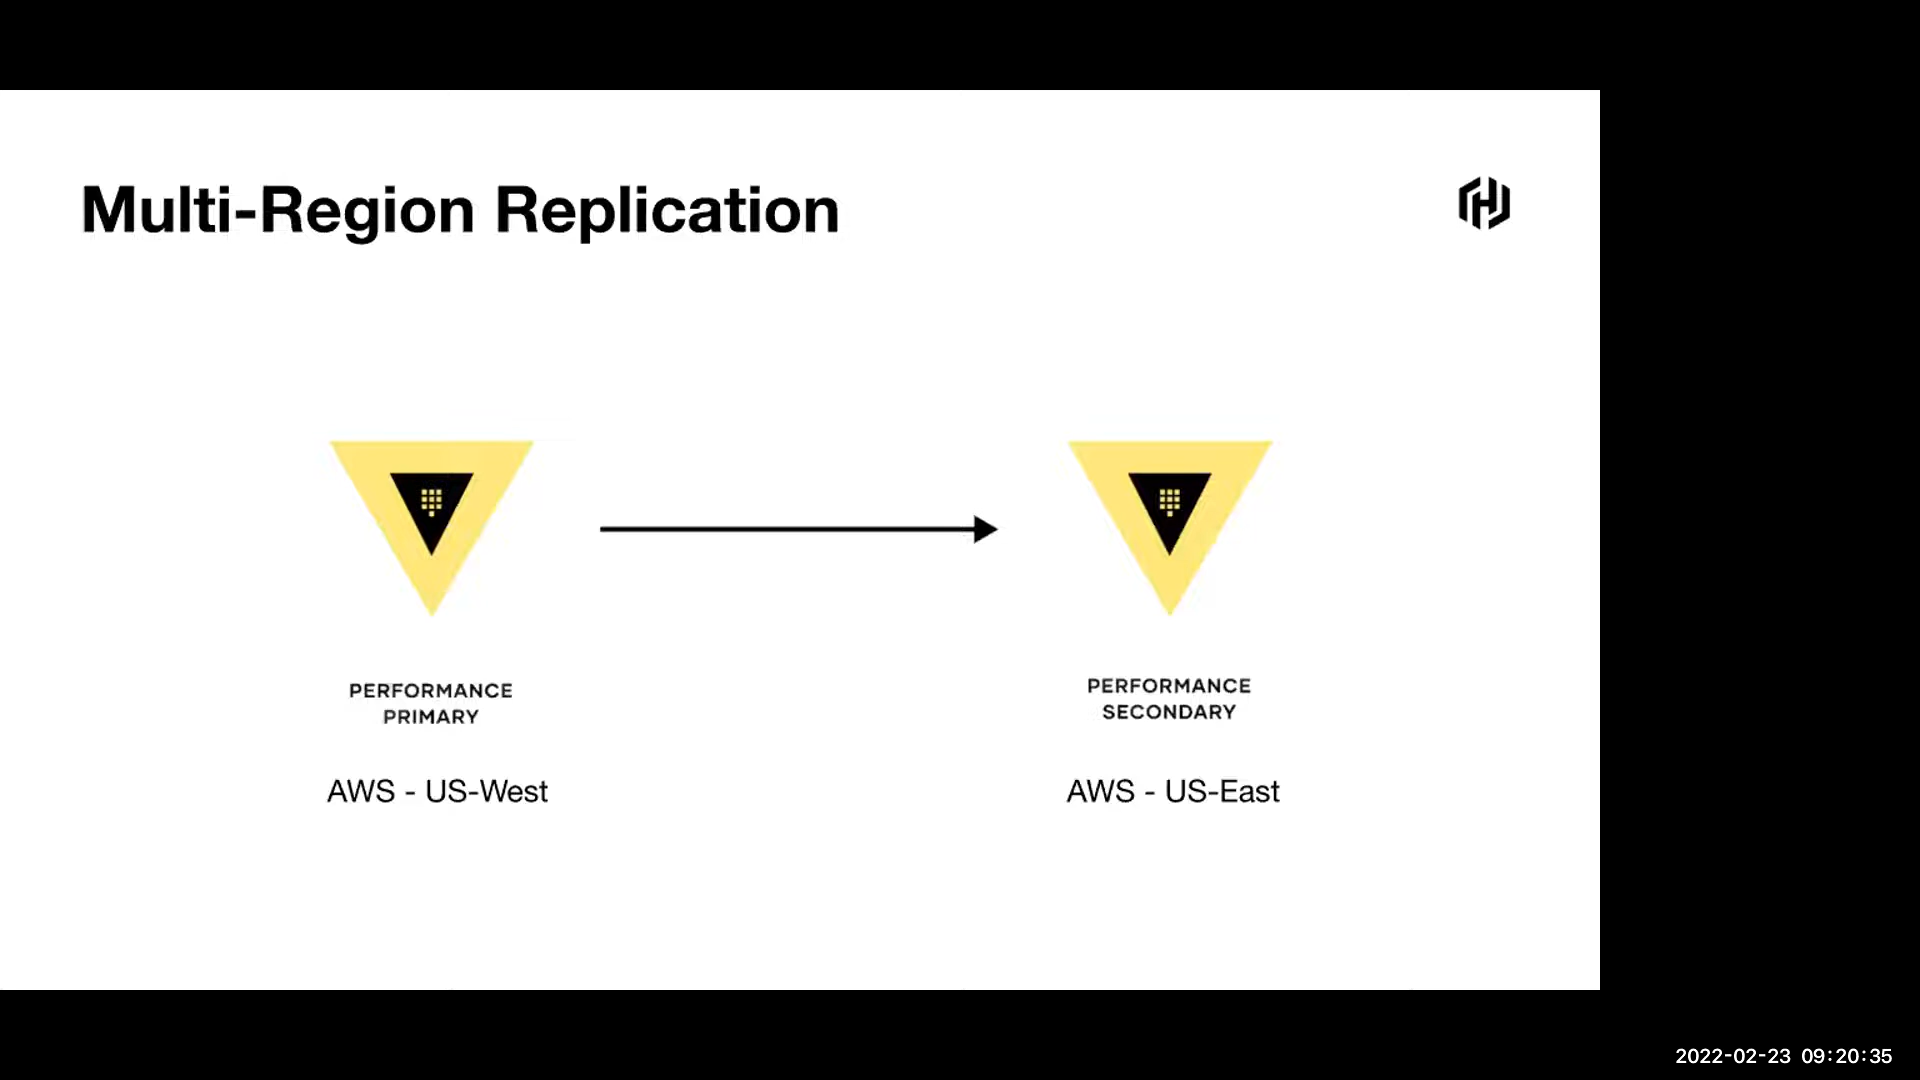 Multi-Region Replication
PERFORMANCE
PRIMARY
AWS - US-West
PERFORMANCE
SECONDARY
AWS - US-East
2022-02-23 09:20:35